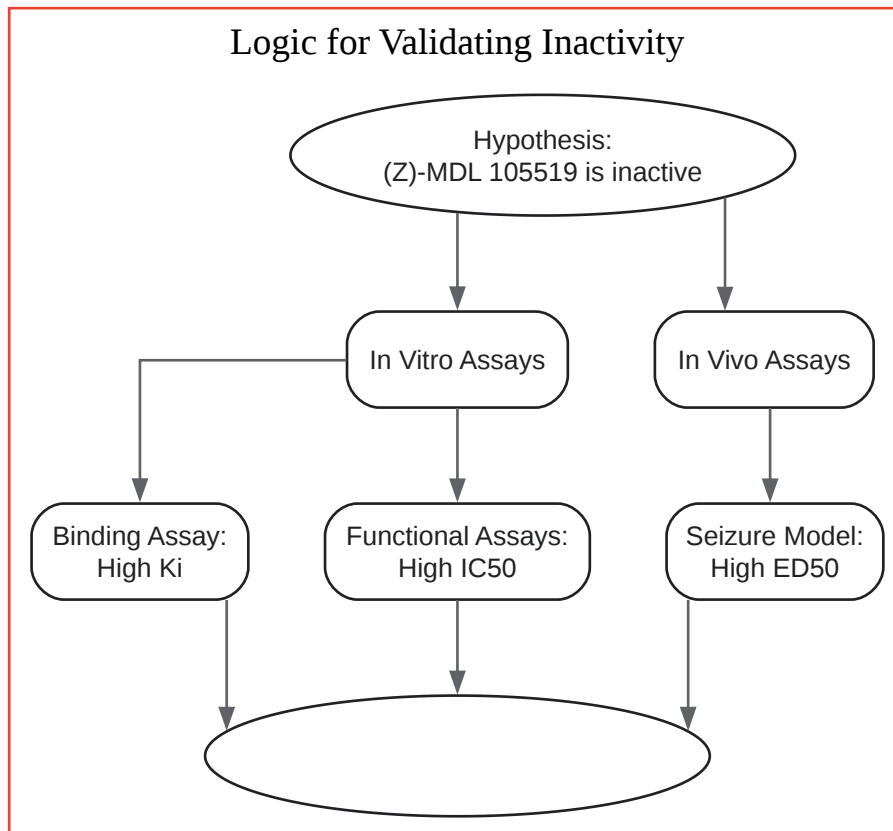 Logic for Validating Inactivity
Hypothesis:
(Z)-MDL 105519 is inactive
In Vitro Assays
In Vivo Assays
Binding Assay:
High Ki
Functional Assays:
High IC50
Seizure Model:
High ED50